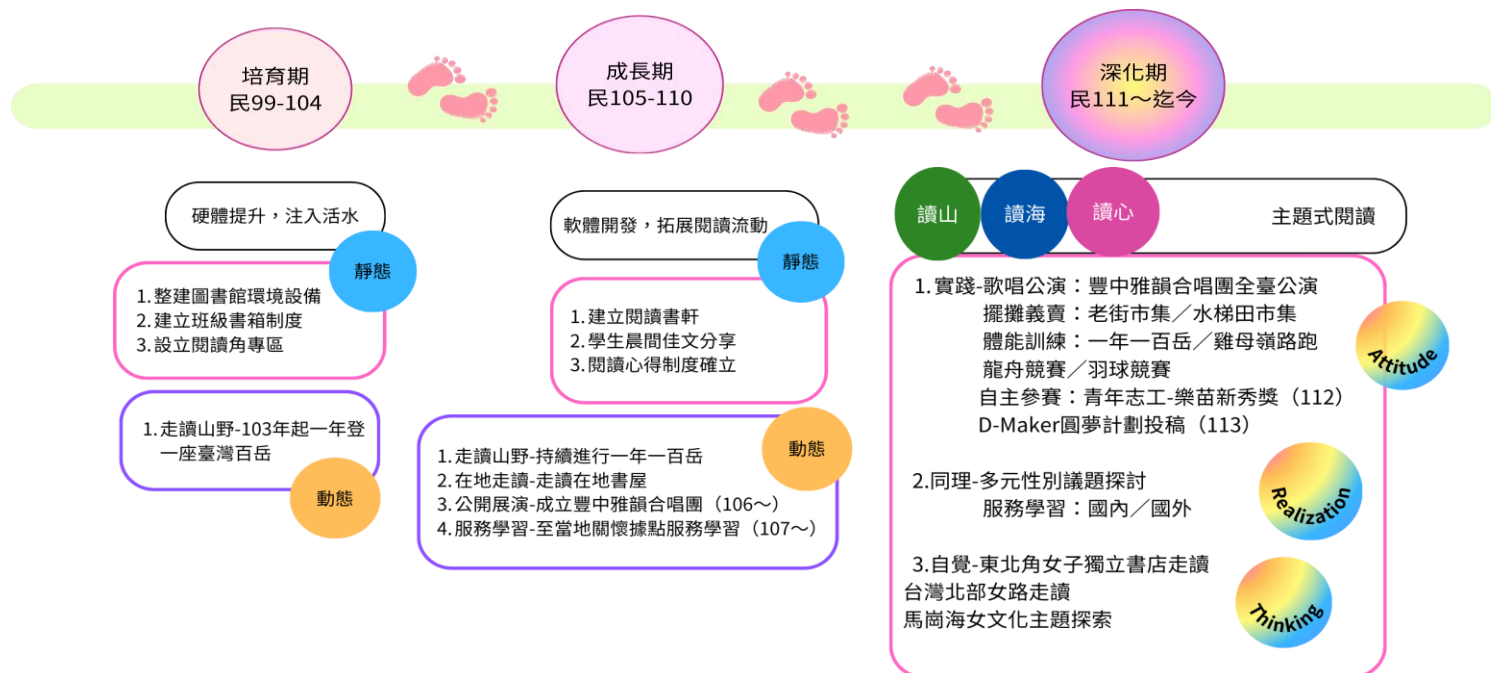 培育期
民99-104
成長期
民105-110
深化期
民111～迄今
硬體提升，注入活水
靜態
1.整建圖書館環境設備
2.建立班級書箱制度
3.設立閱讀角專區
1.走讀山野-103年起一年登
一座臺灣百岳
動態
軟體開發，拓展閱讀流動
靜態
1.建立閱讀書軒
2.學生晨間佳文分享
3.閱讀心得制度確立
動態
1.走讀山野-持續進行一年一百岳
2.在地走讀-走讀在地書屋
3.公開展演-成立豐中雅韻合唱團（106～）
4.服務學習-至當地關懷據點服務學習（107～）
讀山
讀海
讀心
主題式閱讀
1.實踐-歌唱公演：豐中雅韻合唱團全臺公演
擺攤義賣：老街市集／水梯田市集
體能訓練：一年一百岳／雞母嶺路跑
龍舟競賽／羽球競賽
自主參賽：青年志工-樂苗新秀獎（112）
D-Maker圓夢計劃投稿（113）
Attitude
2.同理-多元性別議題探討
服務學習：國內／國外
Realization
3.自覺-東北角女子獨立書店走讀
台灣北部女路走讀
馬崗海女文化主題探索
Thinking